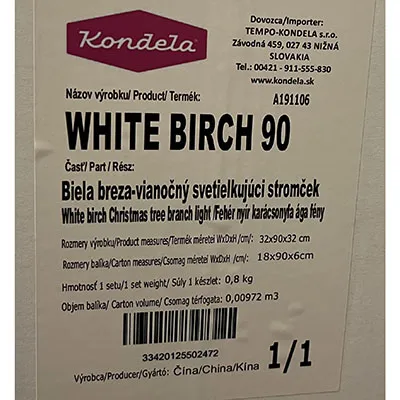 Kondela
Dovozca/Importer:
TEMPO-KONDELA s.r.o.
Závodná 459, 027 43 NIŽNÁ
SLOVAKIA
Tel.: 00421 - 911-555-830
www.kondela.sk
Názov výrobku/ Product/ Termék:
A191106
WHITE BIRCH 90
Časť/ Part / Rész:
Biela breza-vianočný svetielkujúci stromček
White birch Christmas tree branch light /Fehér nyír karácsonyfa ága fény
Rozmery výrobku/Product measures/Termék méretei WxDxH /cm/: 32x90x32 cm
Rozmery balíka/Carton measures/Csomag méretei WxDxH /cm/: 18x90x6cm
Hmotnosť 1 setu/1 set weight/ Súly 1 készlet: 0,8 kg
Objem balíka/ Carton volume/ Csomag térfogata: 0,00972 m3
33420125502472
Výrobca/Producer/Gyártó: Čína/China/Kína 1/1